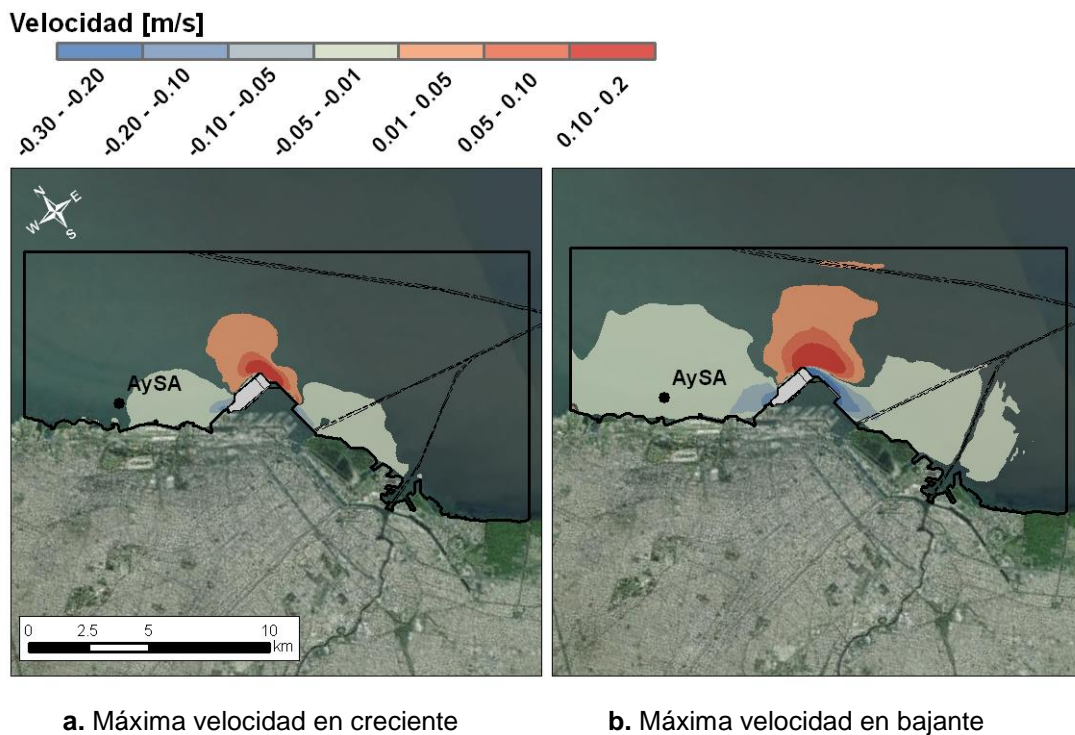 Velocidad [m/s]
-0.30 - -0.20
-0.20 - -0.10
-0.10 - -0.05
-0.05 - -0.01
0.01 - 0.05
0.05 - 0.10
0.10 - 0.2
N
E
W
S
AySA
0 2.5 5 10
km
AySA
a. Máxima velocidad en creciente
b. Máxima velocidad en bajante